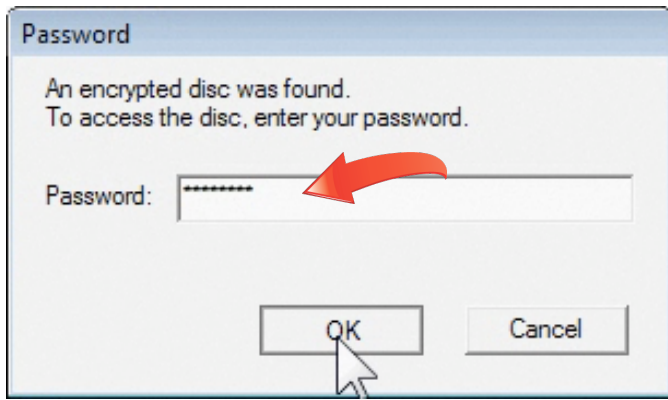 Password
An encrypted disc was found.
To access the disc, enter your password.
Password: ********
OK Cancel